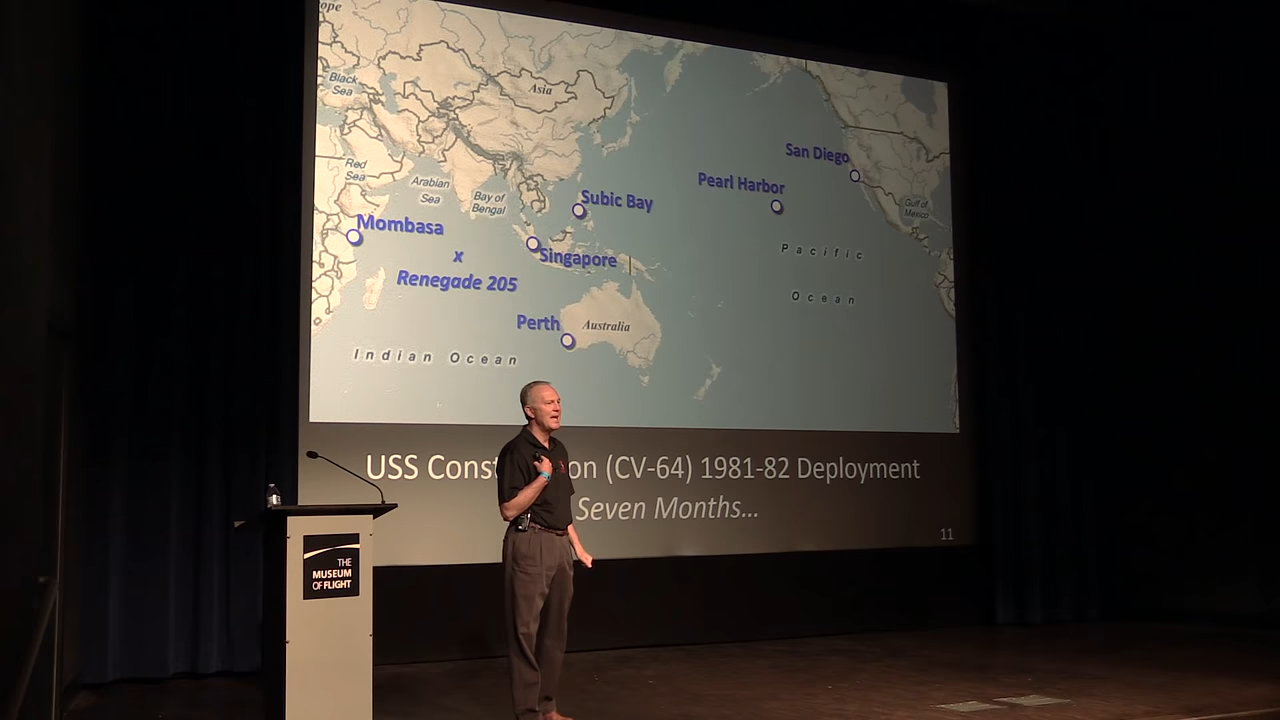 ope
Black
Sea
Asia
San Diego
Red
Sea
Arabian
Sea
Bay of
Bengal
Subic Bay
Pearl Harbor
Gulf of
Mexico
Mombasa
x
Renegade 205
Singapore
Pacific
Ocean
Perth
Australia
Indian Ocean
USS Const on (CV-64) 1981-82 Deployment
Seven Months…
11
THE
MUSEUM
OF FLIGHT